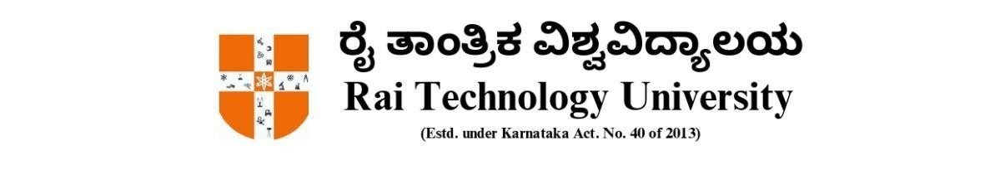 ರೈ ತಾಂತ್ರಿಕ ವಿಶ್ವವಿದ್ಯಾಲಯ
Rai Technology University
(Estd. under Karnataka Act. No. 40 of 2013)